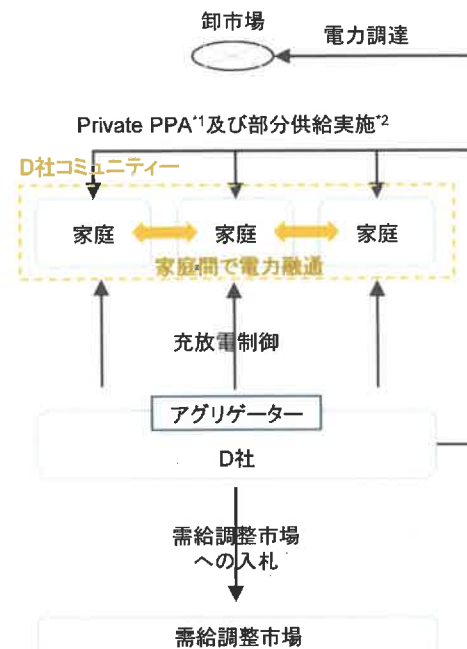 卸市場
電力調達
Private PPA*1及び部分供給実施*2
D社コミュニティー
家庭
家庭
家庭
家庭間で電力融通
充放電制御
アグリゲーター
D社
需給調整市場
への入札
需給調整市場